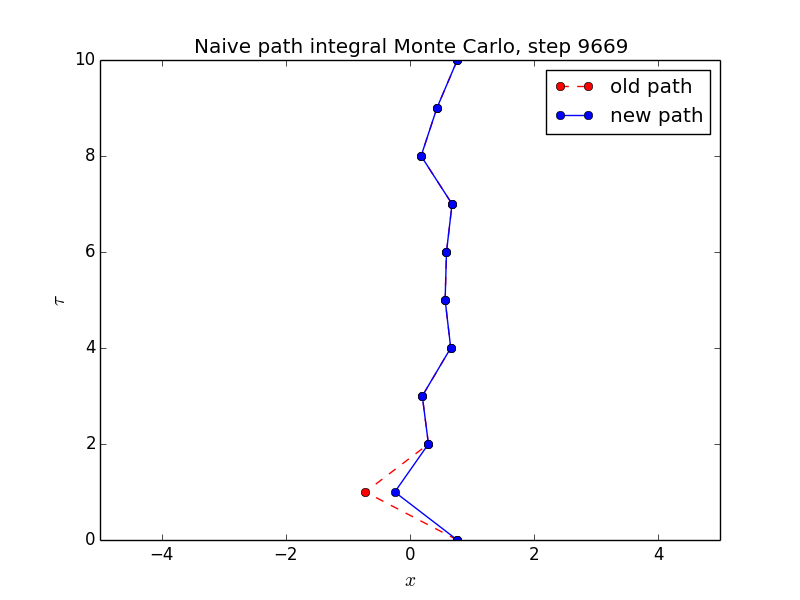 Naive path integral Monte Carlo, step 9669
old path
new path
10
8
6
4
2
0
τ
−4 −2 0 2 4
x